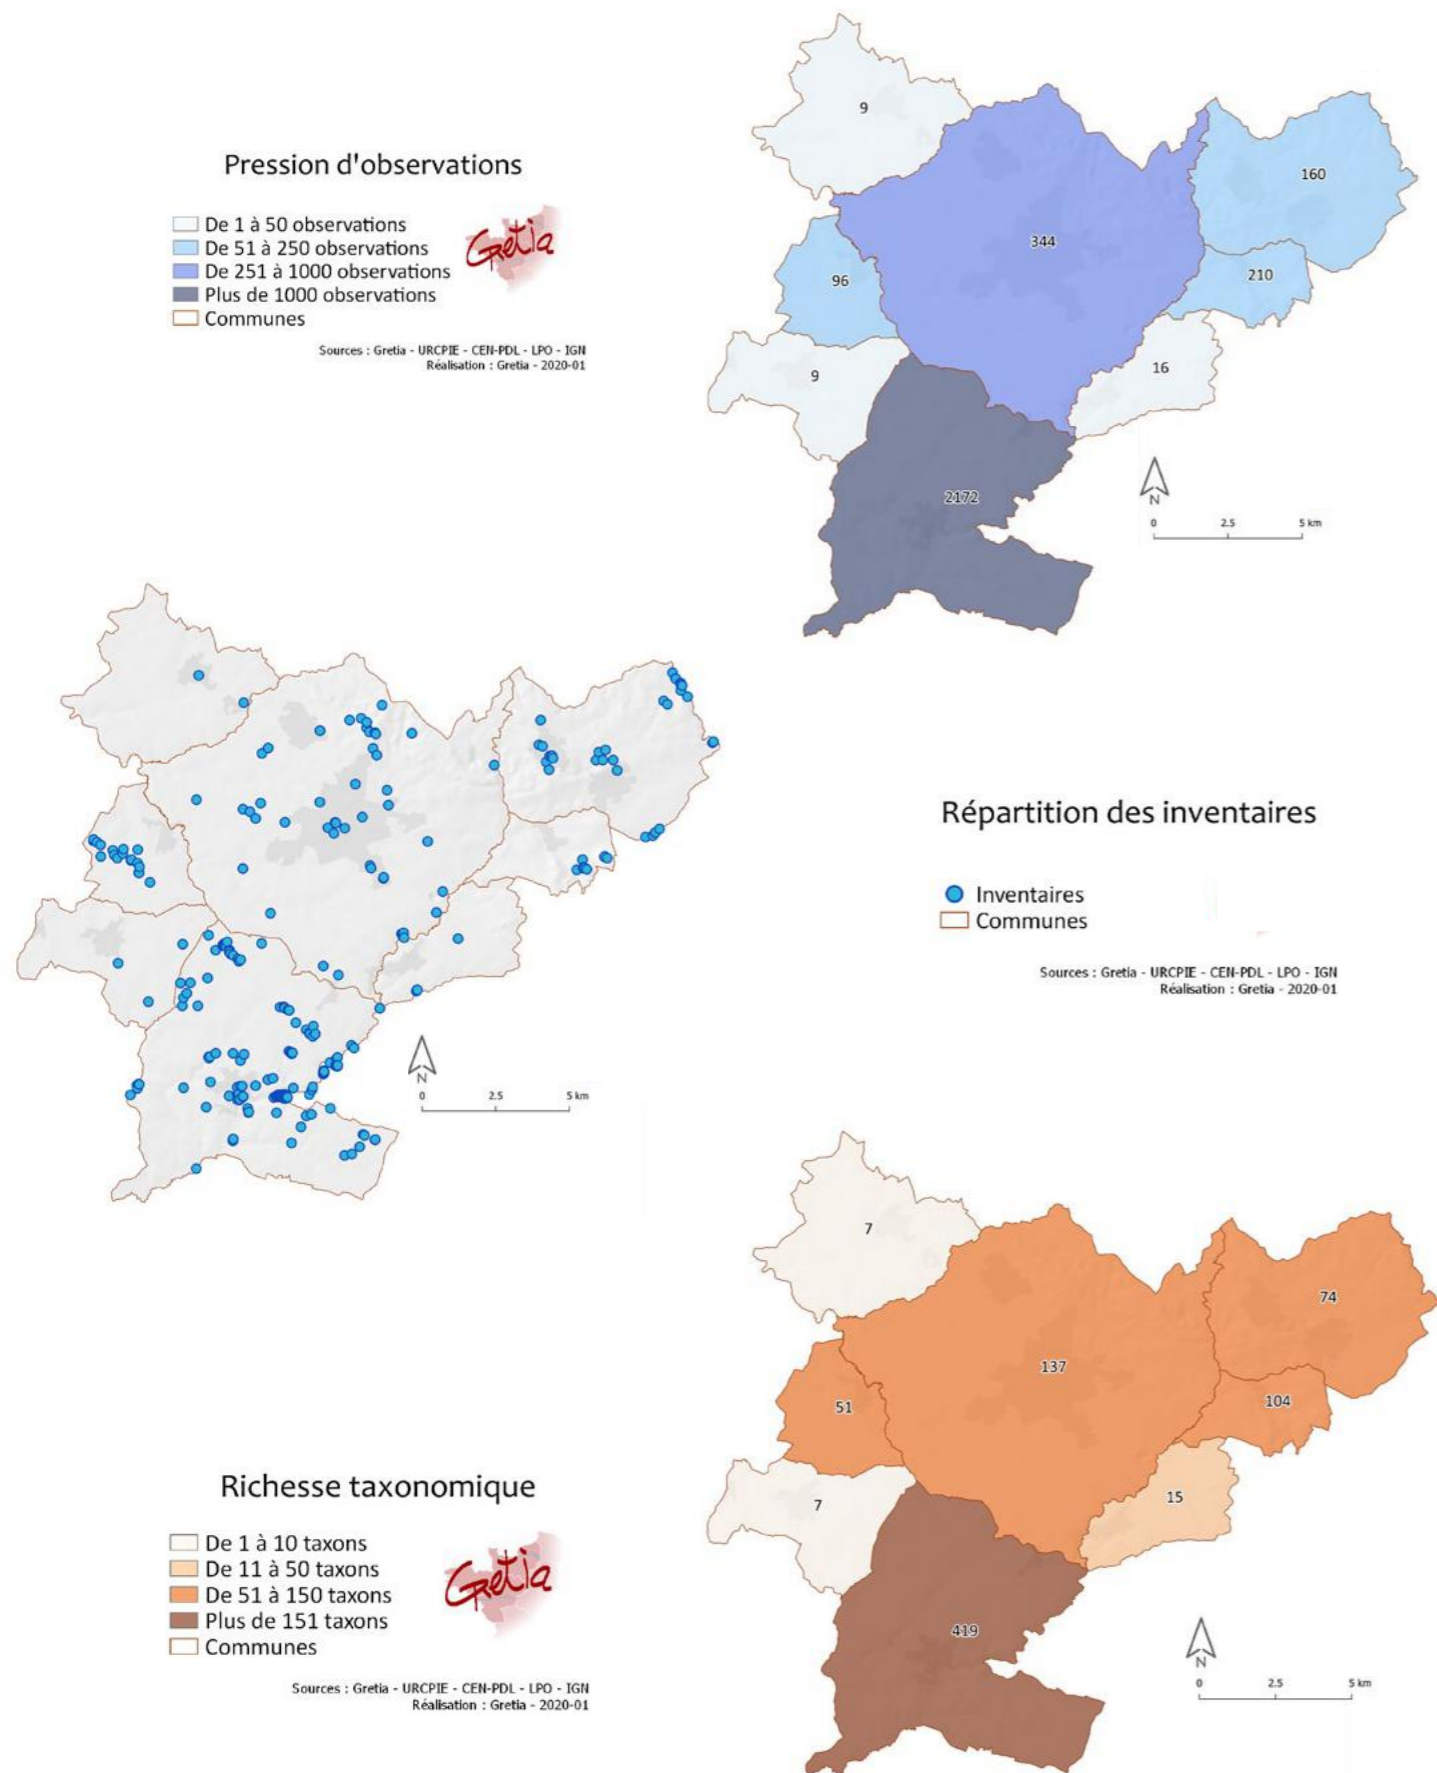 Pression d'observations
De 1 à 50 observations
De 51 à 250 observations
De 251 à 1000 observations
Plus de 1000 observations
Communes
Gretia
Sources : Gretia - URCPIE - CEN-PDL - LPO - IGN
Réalisation : Gretia - 2020-01
9
160
344
210
96
9
16
2172
N
0 2.5 5 km
Répartition des inventaires
Inventaires
Communes
Sources : Gretia - URCPIE - CEN-PDL - LPO - IGN
Réalisation : Gretia - 2020-01
N
0 2.5 5 km
Richesse taxonomique
De 1 à 10 taxons
De 11 à 50 taxons
De 51 à 150 taxons
Plus de 151 taxons
Communes
Gretia
Sources : Gretia - URCPIE - CEN-PDL - LPO - IGN
Réalisation : Gretia - 2020-01
7
74
137
104
51
7
15
419
N
0 2.5 5 km